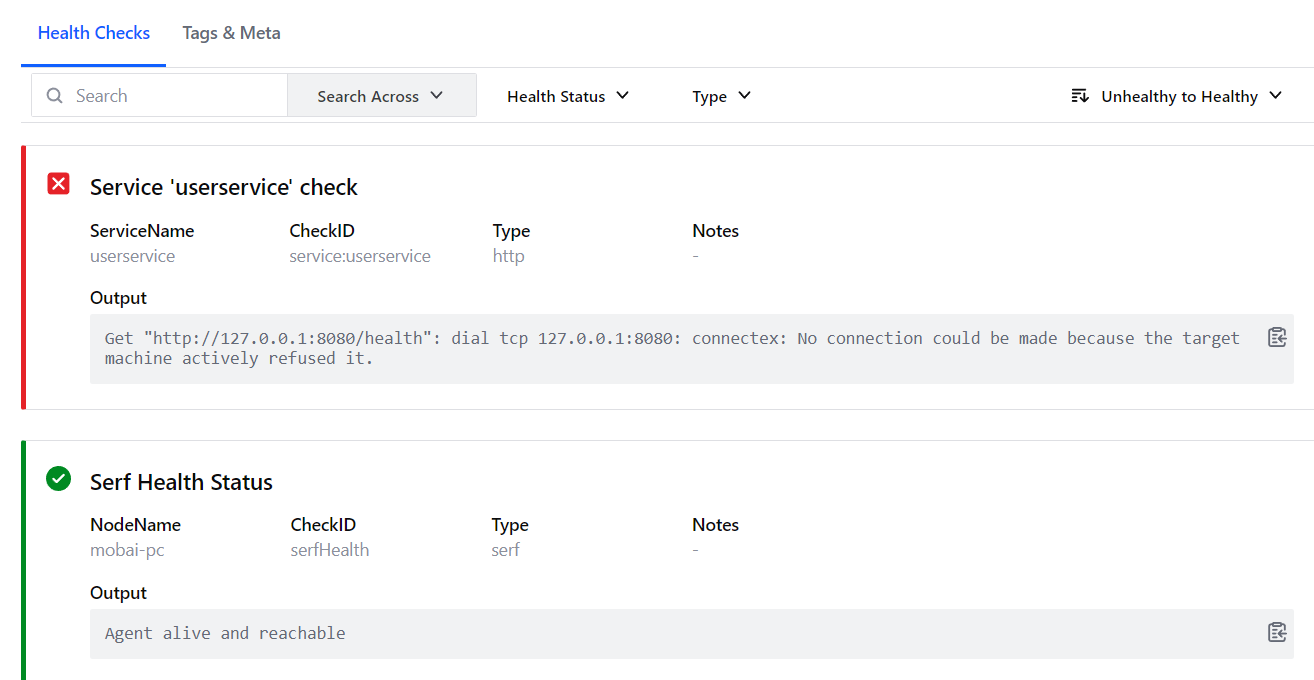 Health Checks Tags & Meta
Search Search Across Health Status Type Unhealthy to Healthy
Service 'userservice' check
ServiceName CheckID Type Notes
userservice service:userservice http -
Output
Get "http://127.0.0.1:8080/health": dial tcp 127.0.0.1:8080: connectex: No connection could be made because the target
machine actively refused it.
Serf Health Status
NodeName CheckID Type Notes
mobai-pc serfHealth serf -
Output
Agent alive and reachable